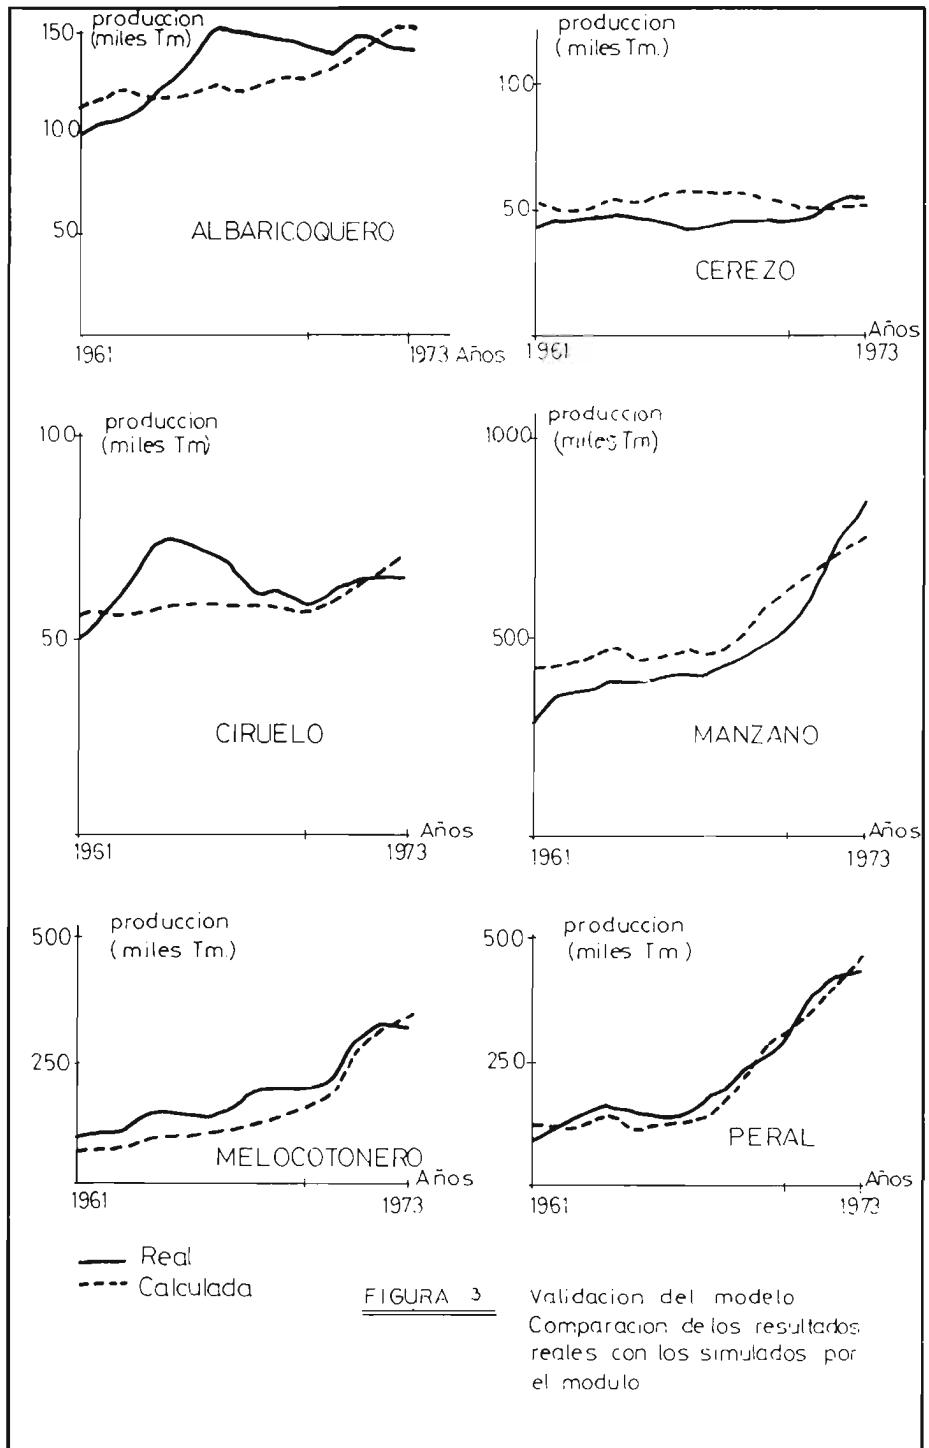 produccion
(miles Tm)
150
100
50
ALBARICOQUERO
1961
1973 Años
produccion
(miles Tm.)
100
50
CEREZO
Años
1961
1973
produccion
(miles Tm)
100
50
CIRUELO
Años
1961
1973
produccion
(miles Tm)
1000
500
MANZANO
Años
1961
1973
produccion
(miles Tm.)
500
250
MELOCOTONERO
Años
1961
1973
produccion
(miles Tm)
500
250
PERAL
Años
1961
1973
Real
Calculada
FIGURA 3
Validacion del modelo
Comparacion de los resultados
reales con los simulados por
el modulo